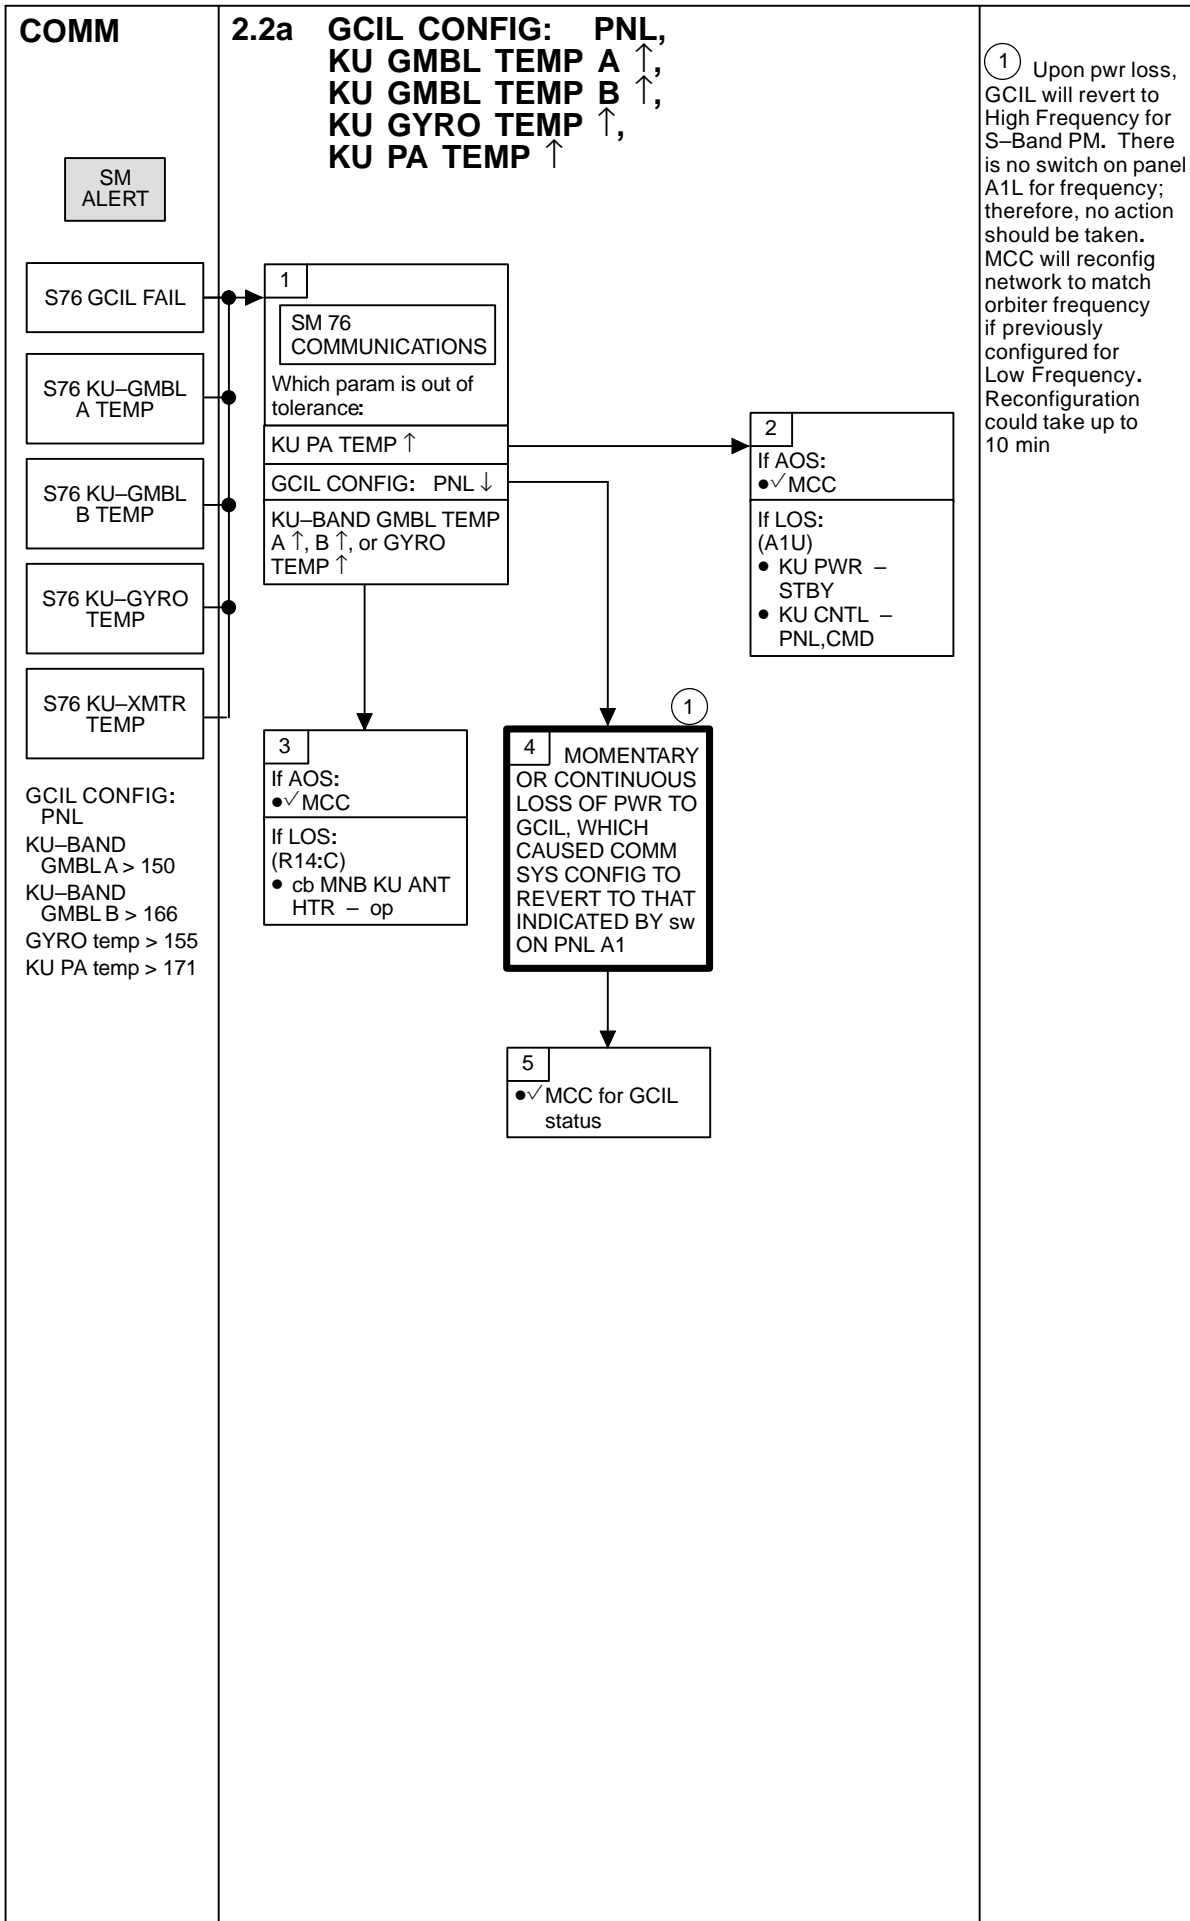 COMM
SM
ALERT
S76 GCIL FAIL
S76 KU–GMBL
A TEMP
S76 KU–GMBL
B TEMP
S76 KU–GYRO
TEMP
S76 KU–XMTR
TEMP
GCIL CONFIG:
PNL
KU–BAND
GMBL A > 150
KU–BAND
GMBL B > 166
GYRO temp > 155
KU PA temp > 171
2.2a GCIL CONFIG: PNL,
KU GMBL TEMP A ↑,
KU GMBL TEMP B ↑,
KU GYRO TEMP ↑,
KU PA TEMP ↑
1
SM 76
COMMUNICATIONS
Which param is out of
tolerance:
KU PA TEMP ↑
GCIL CONFIG: PNL ↓
KU–BAND GMBL TEMP
A ↑, B ↑, or GYRO
TEMP ↑
2
If AOS:
●√ MCC
If LOS:
(A1U)
● KU PWR –
STBY
● KU CNTL –
PNL,CMD
3
If AOS:
●√ MCC
If LOS:
(R14:C)
● cb MNB KU ANT
HTR – op
1
4 MOMENTARY
OR CONTINUOUS
LOSS OF PWR TO
GCIL, WHICH
CAUSED COMM
SYS CONFIG TO
REVERT TO THAT
INDICATED BY sw
ON PNL A1
5
●√ MCC for GCIL
status
1 Upon pwr loss,
GCIL will revert to
High Frequency for
S–Band PM. There
is no switch on panel
A1L for frequency;
therefore, no action
should be taken.
MCC will reconfig
network to match
orbiter frequency
if previously
configured for
Low Frequency.
Reconfiguration
could take up to
10 min